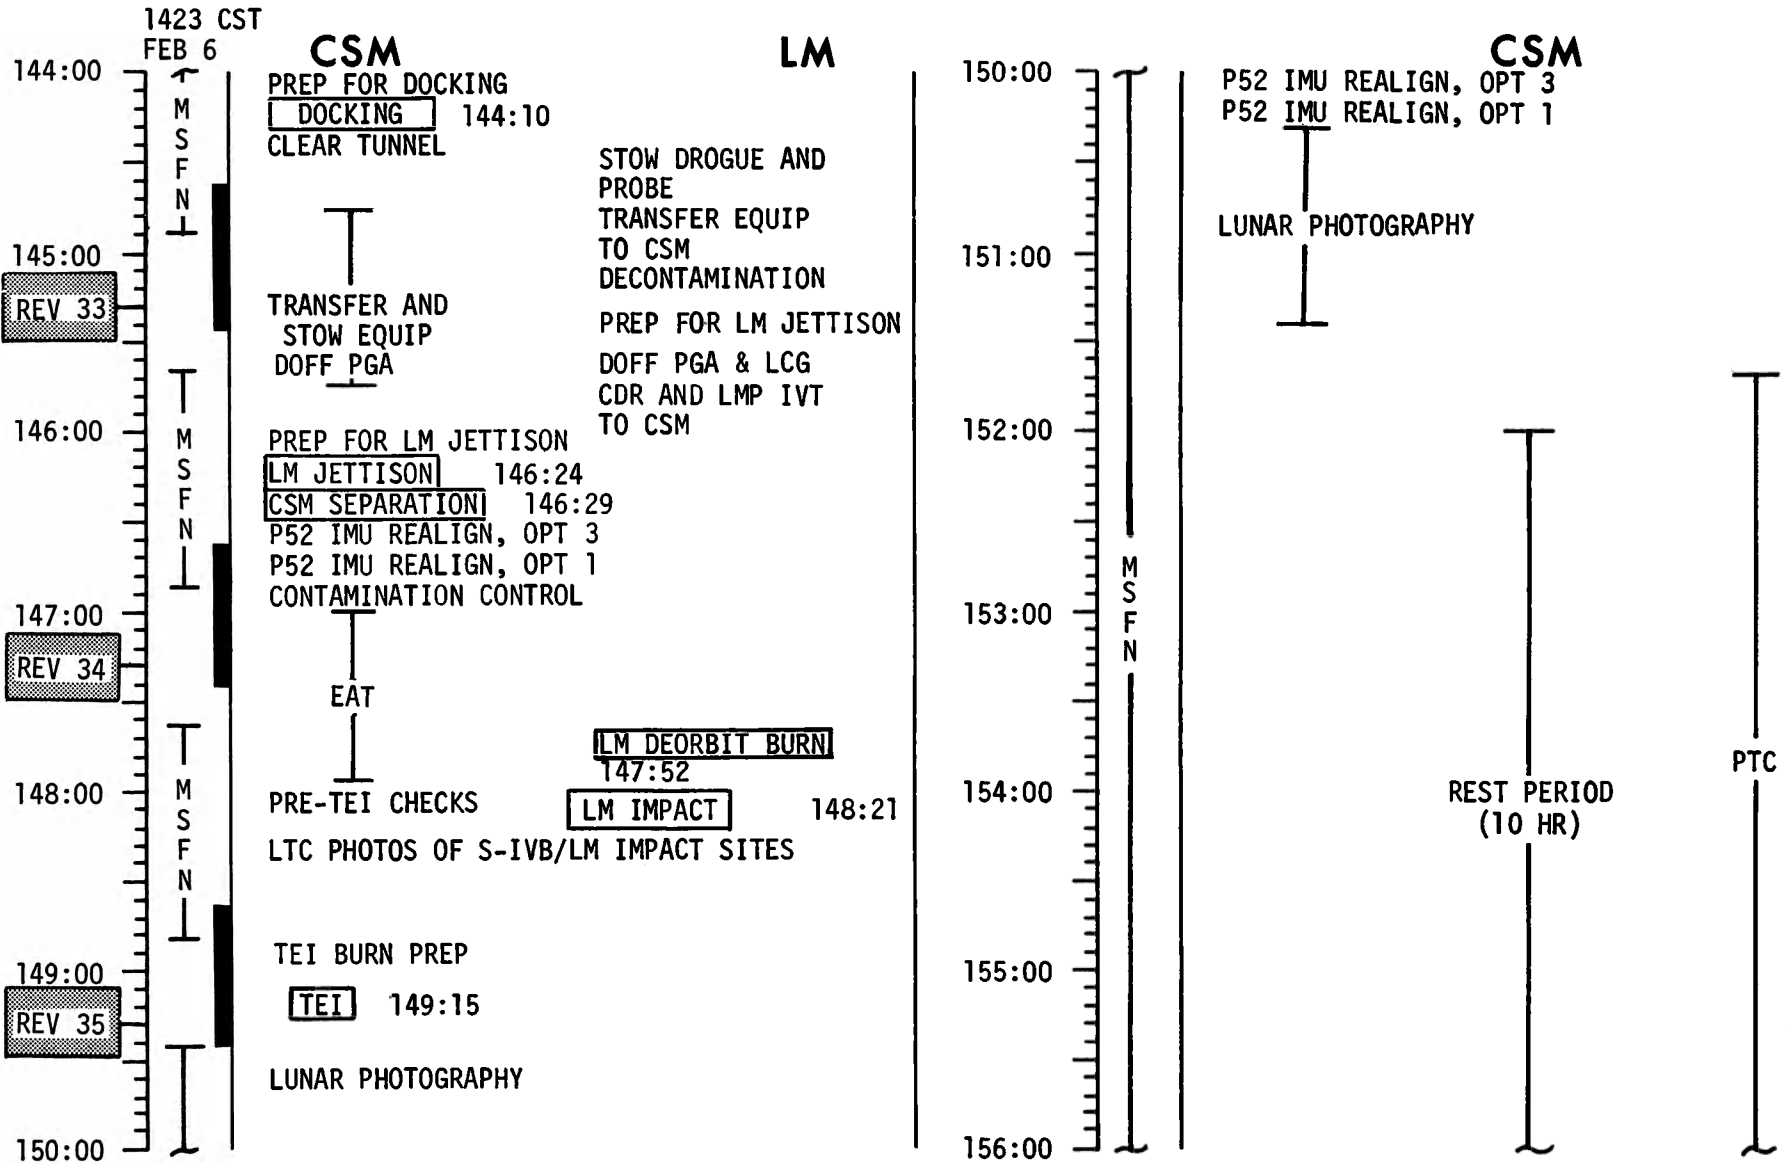 1423 CST
FEB 6
CSM
LM
144:00
M
S
F
N
PREP FOR DOCKING
DOCKING 144:10
CLEAR TUNNEL
STOW DROGUE AND
PROBE
TRANSFER EQUIP
TO CSM
DECONTAMINATION
145:00
REV 33
TRANSFER AND
STOW EQUIP
DOFF PGA
PREP FOR LM JETTISON
DOFF PGA & LCG
CDR AND LMP IVT
TO CSM
146:00
M
S
F
N
PREP FOR LM JETTISON
LM JETTISON 146:24
CSM SEPARATION 146:29
P52 IMU REALIGN, OPT 3
P52 IMU REALIGN, OPT 1
CONTAMINATION CONTROL
147:00
REV 34
EAT
LM DEORBIT BURN
147:52
148:00
M
S
F
N
PRE-TEI CHECKS
LM IMPACT 148:21
LTC PHOTOS OF S-IVB/LM IMPACT SITES
TEI BURN PREP
149:00
REV 35
TEI 149:15
LUNAR PHOTOGRAPHY
150:00
CSM
150:00
P52 IMU REALIGN, OPT 3
P52 IMU REALIGN, OPT 1
LUNAR PHOTOGRAPHY
151:00
152:00
M
S
F
N
153:00
PTC
154:00
REST PERIOD
(10 HR)
155:00
156:00